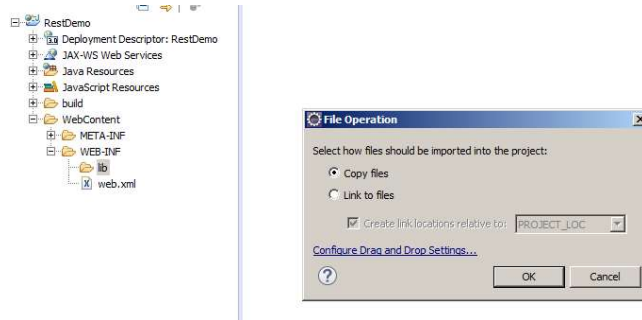 RestDemo
Deployment Descriptor: RestDemo
JAX-WS Web Services
Java Resources
JavaScript Resources
build
WebContent
META-INF
WEB-INF
lib
web.xml
File Operation
Select how files should be imported into the project:
Copy files
Link to files
Create link locations relative to: PROJECT_LOC
Configure Drag and Drop Settings...
OK Cancel